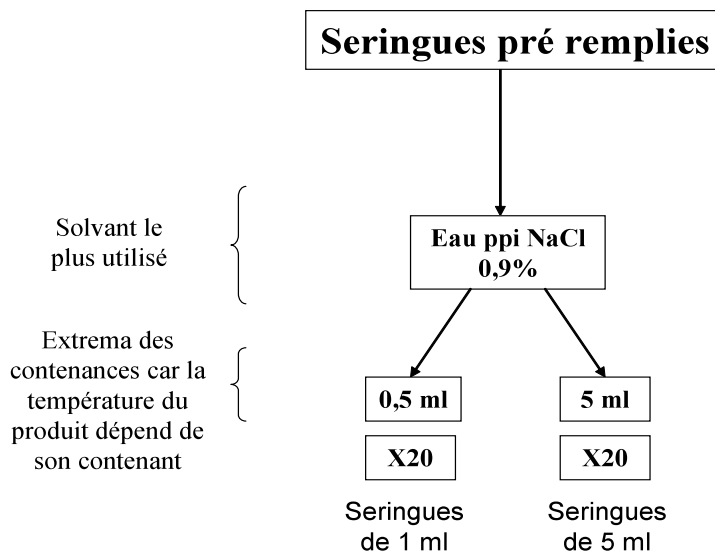 Seringues pré remplies
Solvant le
plus utilisé
Eau ppi NaCl
0,9%
Extrema des
contenances car la
température du
produit dépend de
son contenant
0,5 ml
5 ml
X20
X20
Seringues
de 1 ml
Seringues
de 5 ml